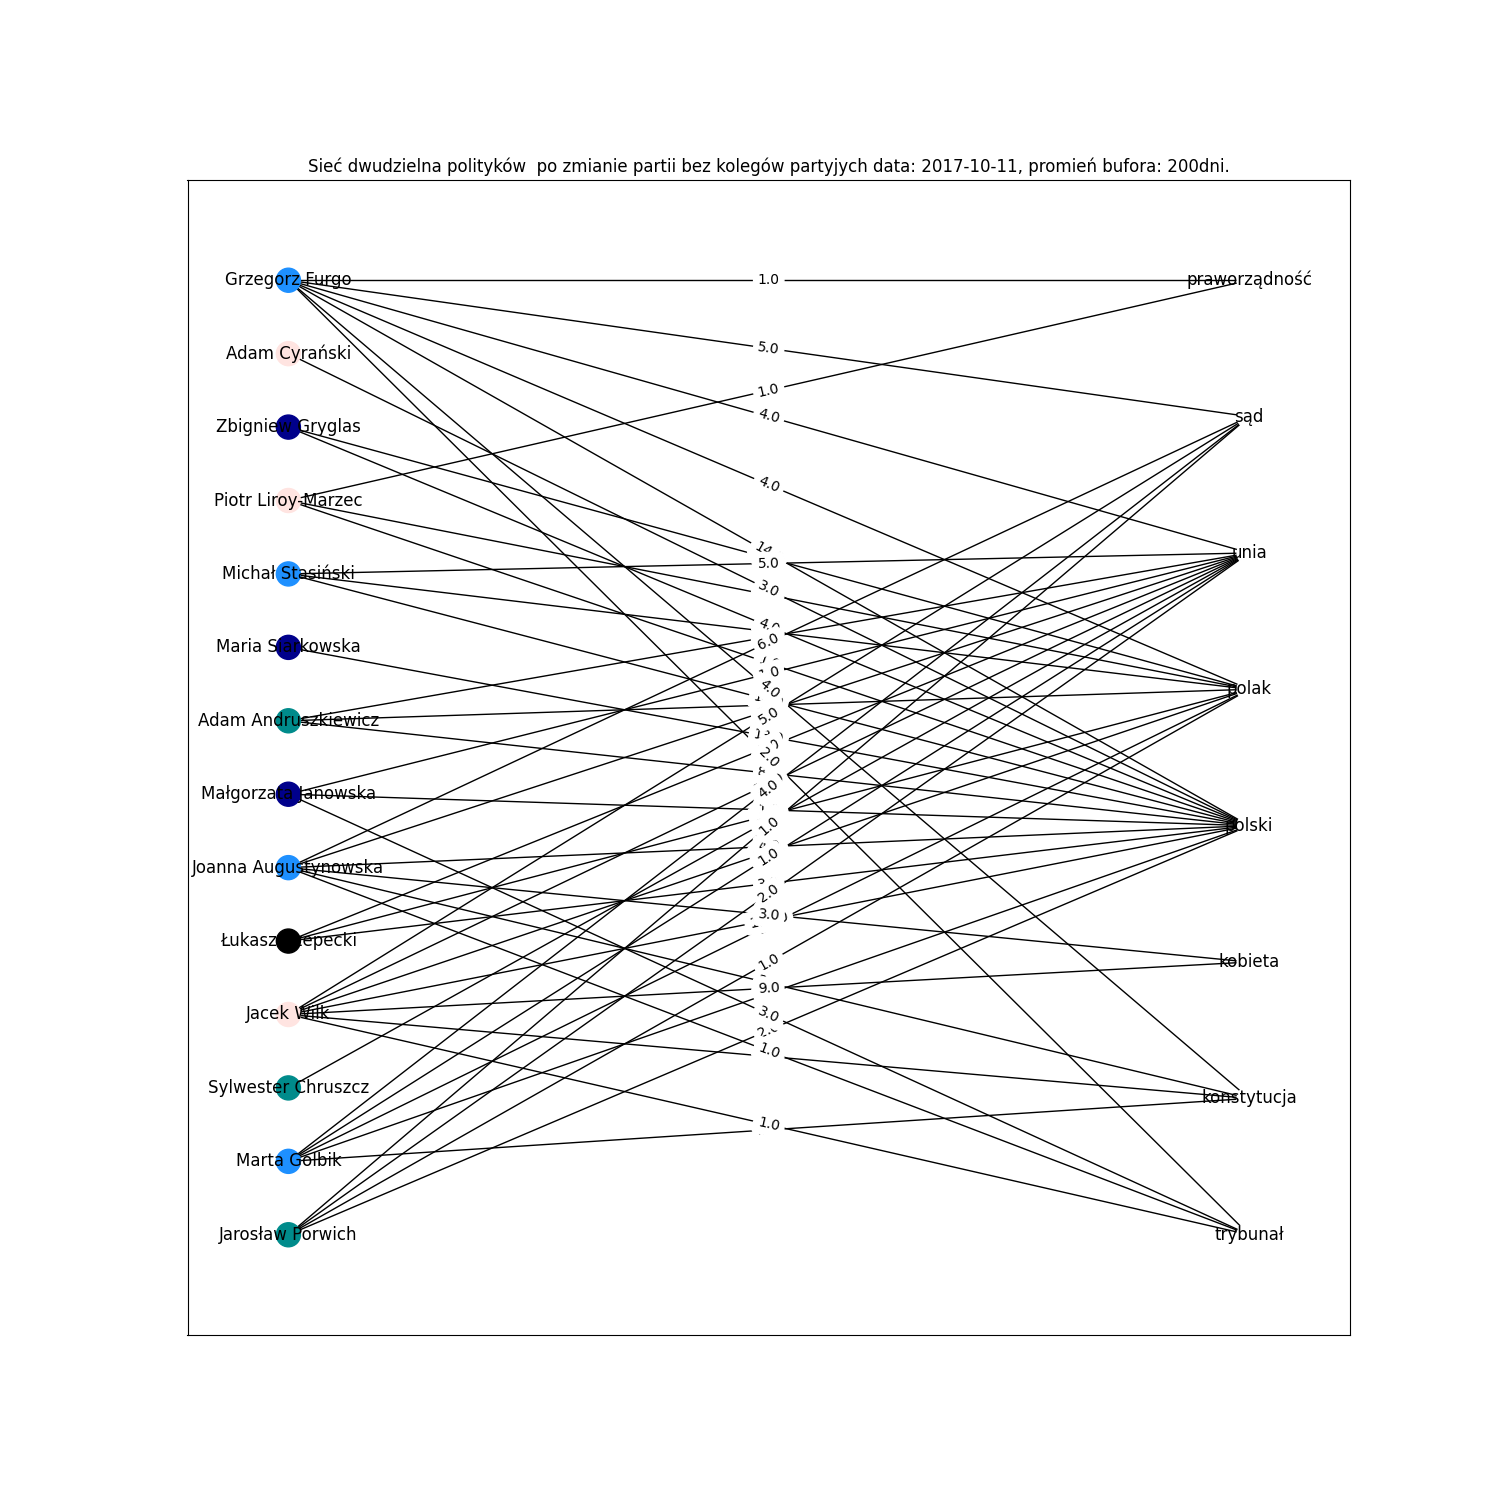 Sieć dwudzielna polityków  po zmianie partii bez kolegów partyjych data: 2017-10-11, promień bufora: 200dni.
Grzegorz Furgo
1.0
praworządność
5.0
Adam Cyrański
1.0
4.0
sąd
Zbigniew Gryglas
4.0
Piotr Liroy-Marzec
unia
5.0
Michał Stasiński
3.0
6.0
Maria Siarkowska
4.0
polak
5.0
Adam Andruszkiewicz
2.0
4.0
Małgorzata Janowska
1.0
polski
1.0
Joanna Augustynowska
2.0
3.0
Łukasz Rzepecki
1.0
kobieta
9.0
Jacek Wilk
3.0
1.0
Sylwester Chruszcz
konstytucja
1.0
Marta Golbik
Jarosław Porwich
trybunał